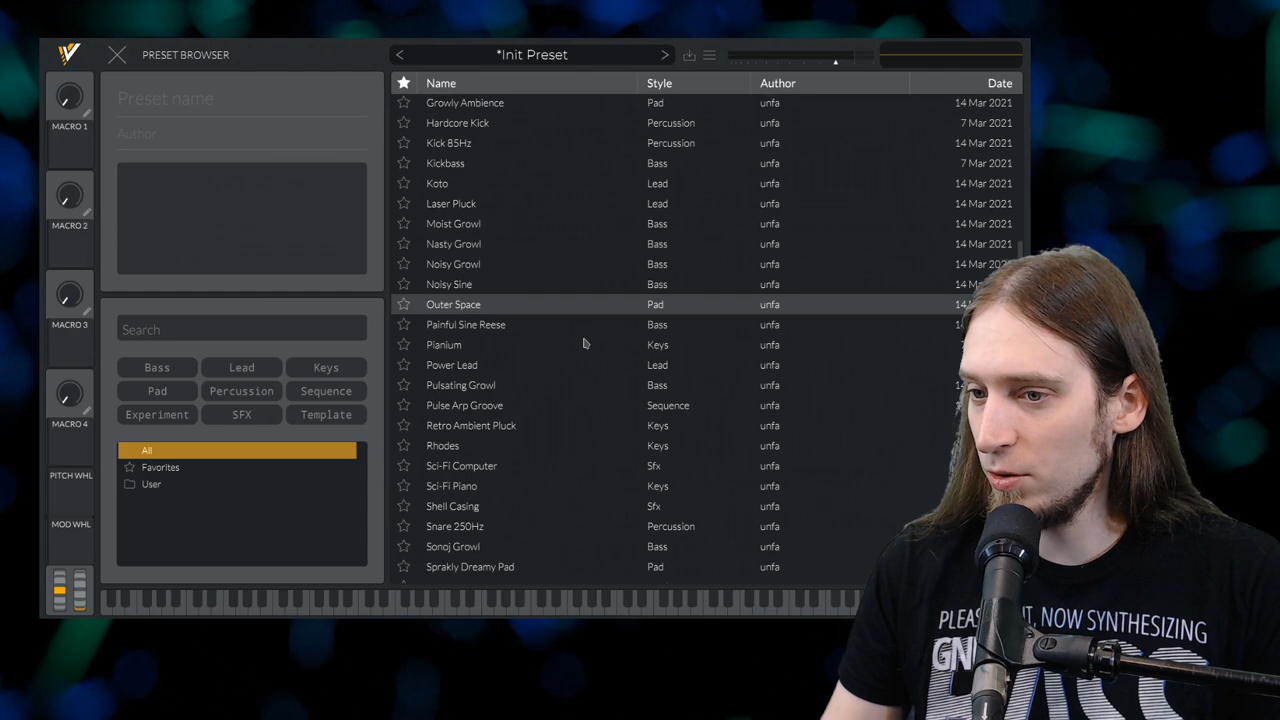 PRESET BROWSER
*Init Preset
Preset name
Author
MACRO 1
MACRO 2
MACRO 3
MACRO 4
PITCH WHL
MOD WHL
Search
Bass Lead Keys
Pad Percussion Sequence
Experiment SFX Template
All
Favorites
User
Name Style Author Date
Growly Ambience Pad unfa 14 Mar 2021
Hardcore Kick Percussion unfa 7 Mar 2021
Kick 85Hz Percussion unfa 14 Mar 2021
Kickbass Bass unfa 7 Mar 2021
Koto Lead unfa 14 Mar 2021
Laser Pluck Lead unfa 14 Mar 2021
Moist Growl Bass unfa 14 Mar 2021
Nasty Growl Bass unfa 14 Mar 2021
Noisy Growl Bass unfa 14 Mar
Noisy Sine Bass unfa 14 Mar
Outer Space Pad unfa
Painful Sine Reese Bass unfa
Pianium Keys unfa
Power Lead Lead unfa
Pulsating Growl Bass unfa
Pulse Arp Groove Sequence unfa
Retro Ambient Pluck Keys unfa
Rhodes Keys unfa
Sci-Fi Computer Sfx unfa
Sci-Fi Piano Keys unfa
Shell Casing Sfx unfa
Snare 250Hz Percussion unfa
Sonoj Growl Bass unfa
Sprakly Dreamy Pad Pad unfa
NOW SYNTHESIZING